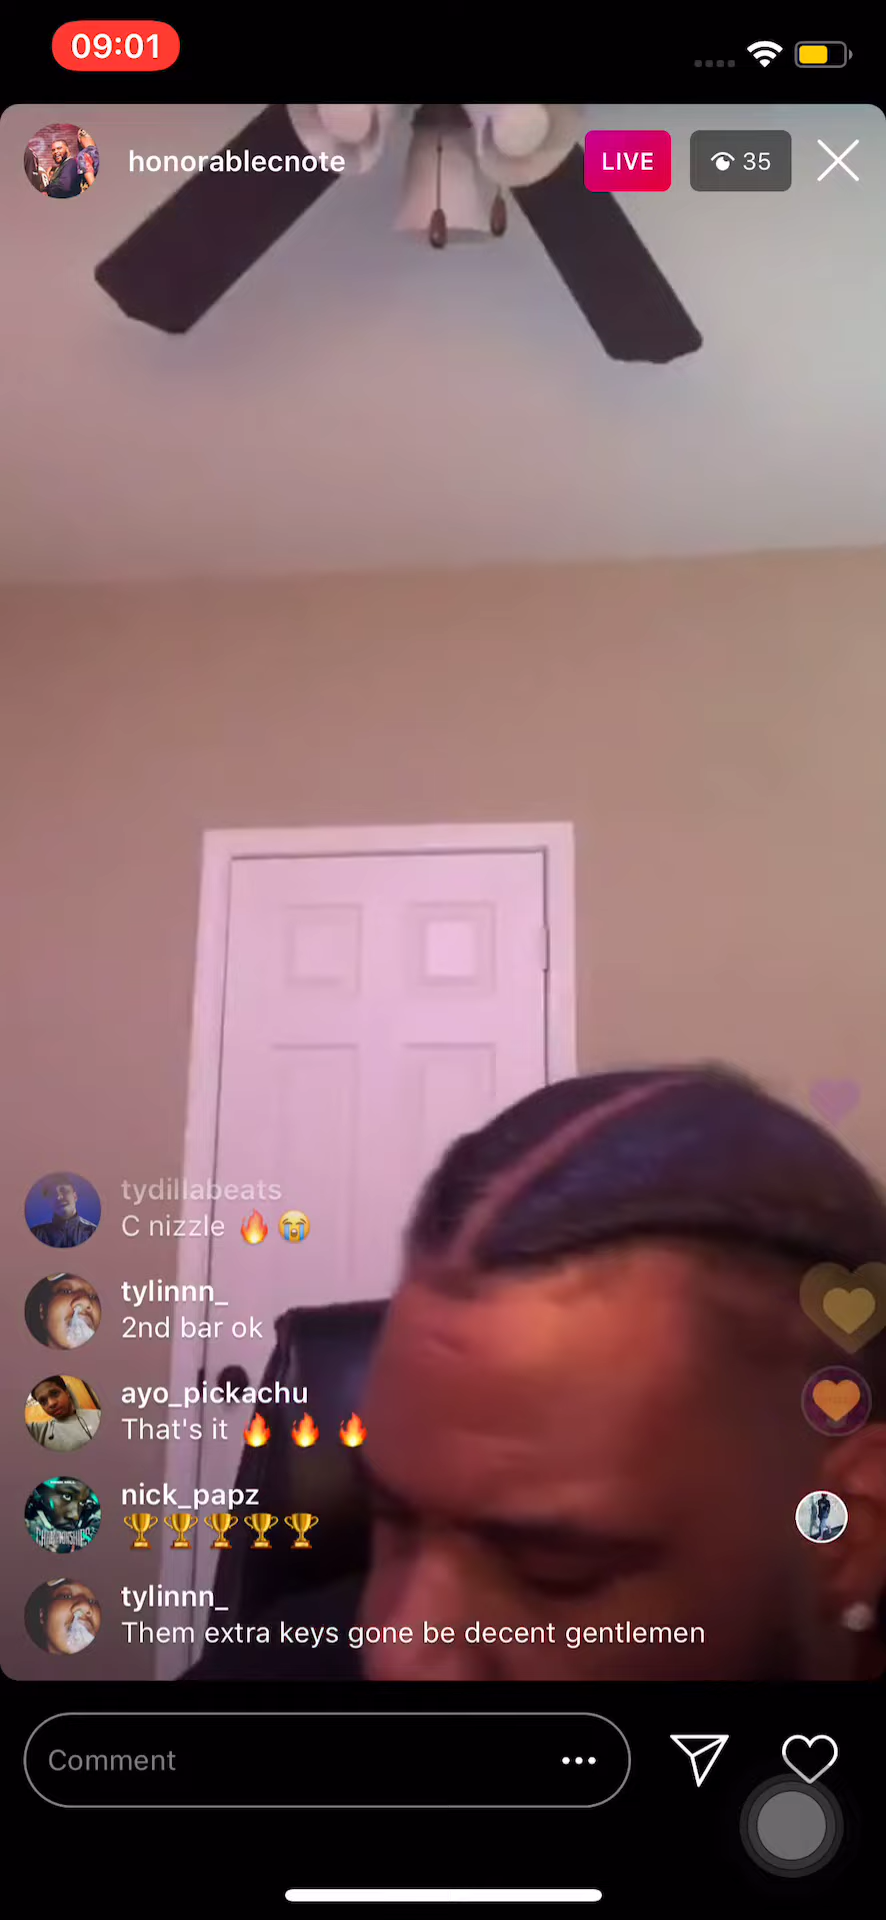 09:01
honorablecnote
LIVE
35
tydillabeats
C nizzle 🔥 😭
tylinnn_
2nd bar ok
ayo_pickachu
That's it 🔥 🔥 🔥
nick_papz
🏆🏆🏆🏆🏆
tylinnn_
Them extra keys gone be decent gentlemen
Comment